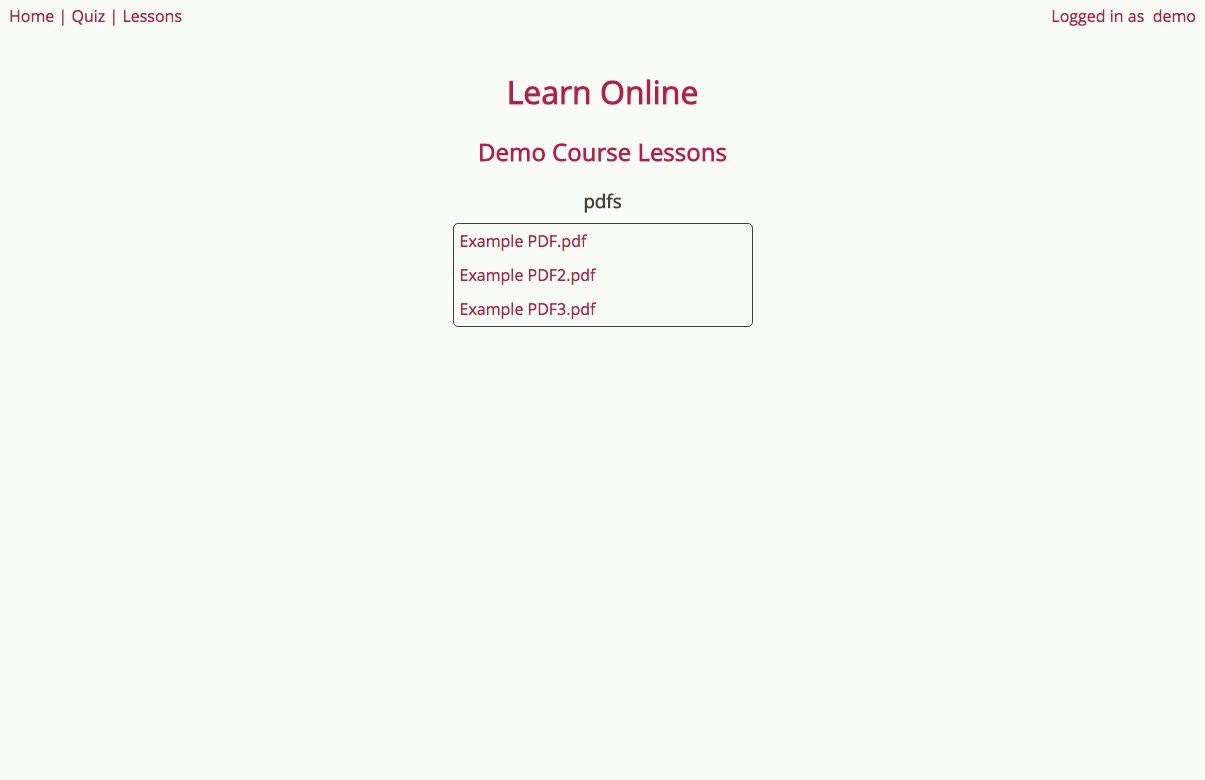 Home | Quiz | Lessons
Logged in as demo
Learn Online
Demo Course Lessons
pdfs
Example PDF.pdf
Example PDF2.pdf
Example PDF3.pdf